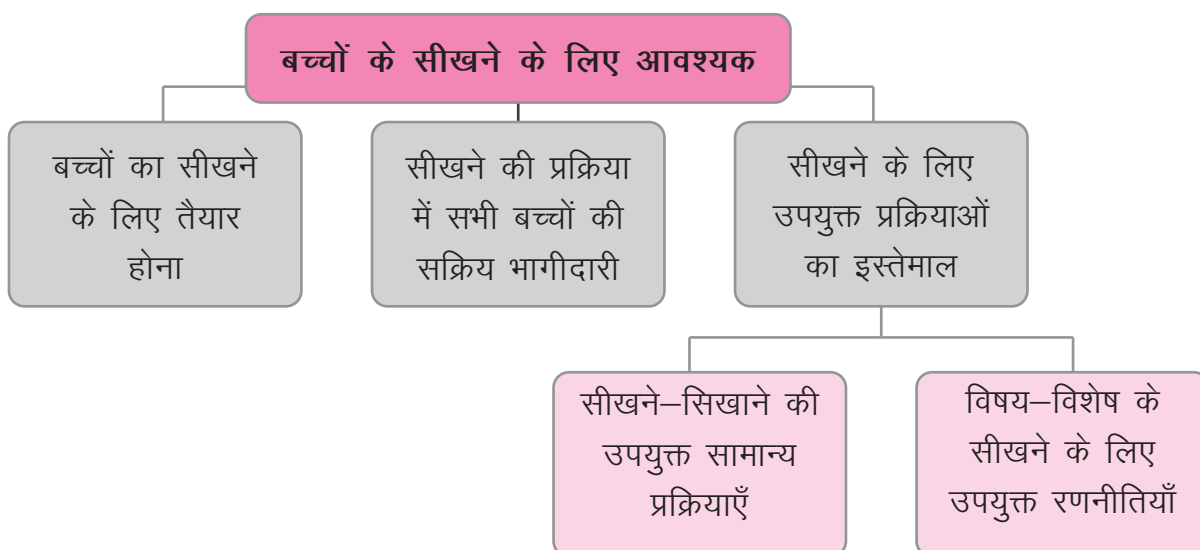 बच्चों के सीखने के लिए आवश्यक
बच्चों का सीखने
के लिए तैयार
होना
सीखने की प्रक्रिया
में सभी बच्चों की
सक्रिय भागीदारी
सीखने के लिए
उपयुक्त प्रक्रियाओं
का इस्तेमाल
सीखने–सिखाने की
उपयुक्त सामान्य
प्रक्रियाएँ
विषय–विशेष के
सीखने के लिए
उपयुक्त रणनीतियाँ